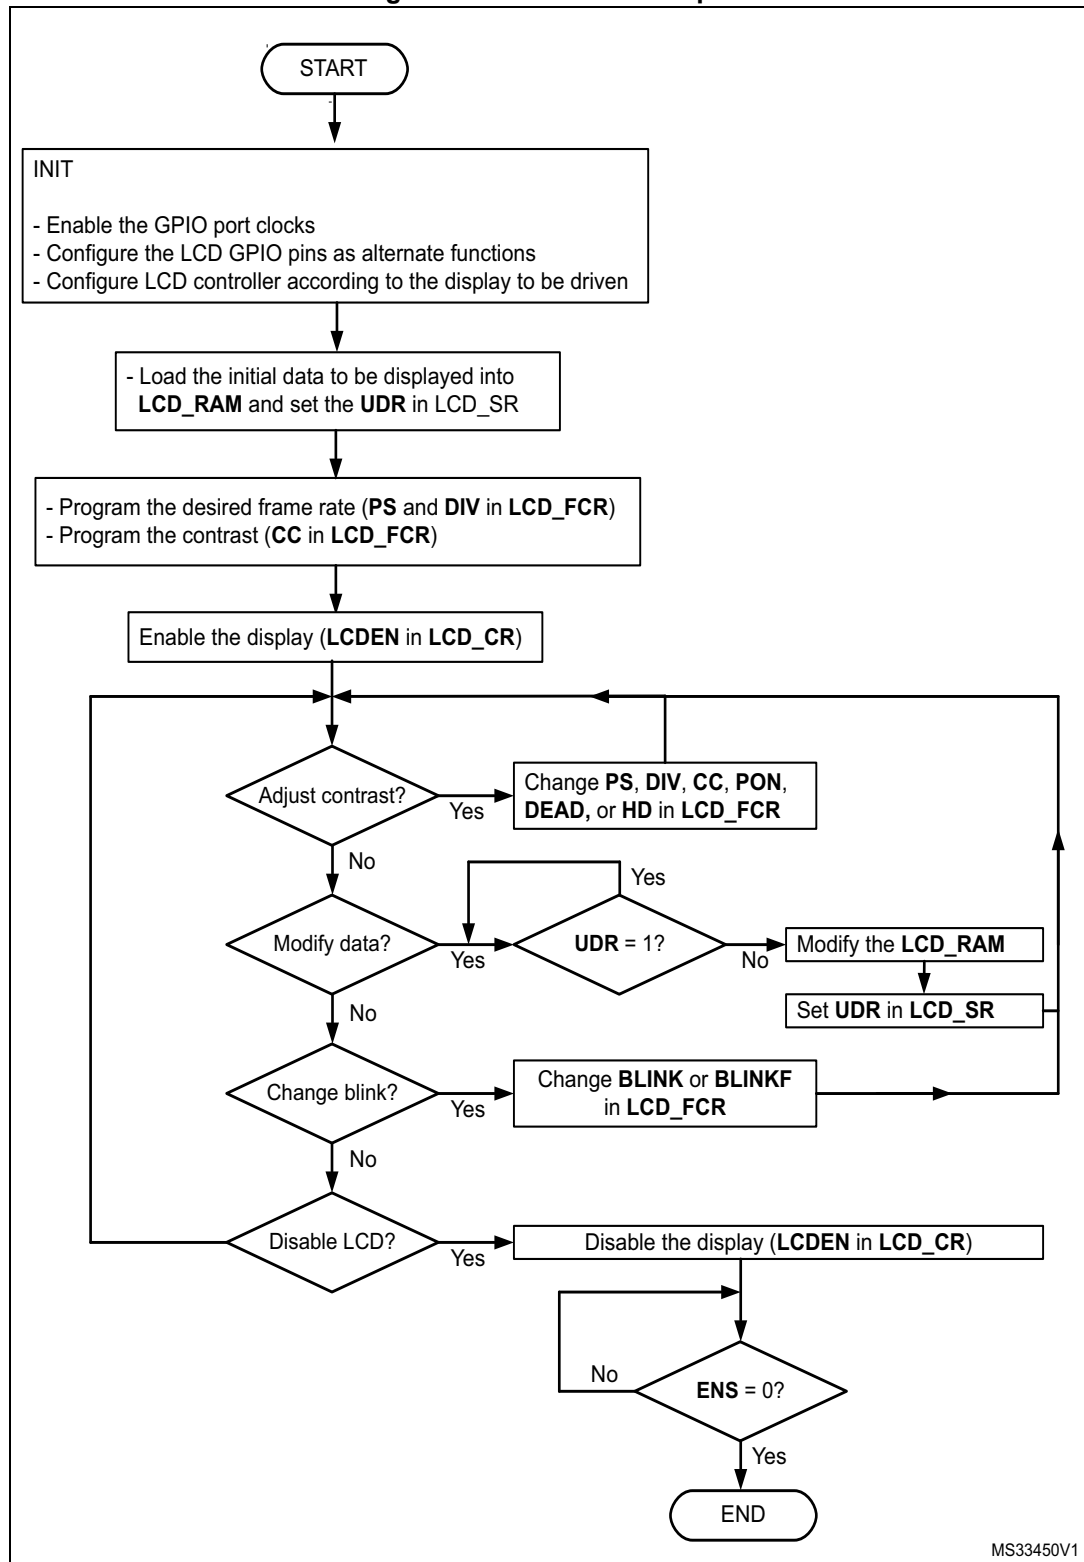 START
INIT
- Enable the GPIO port clocks
- Configure the LCD GPIO pins as alternate functions
- Configure LCD controller according to the display to be driven
- Load the initial data to be displayed into
LCD_RAM and set the UDR in LCD_SR
- Program the desired frame rate (PS and DIV in LCD_FCR)
- Program the contrast (CC in LCD_FCR)
Enable the display (LCDEN in LCD_CR)
Adjust contrast?
Yes
Change PS, DIV, CC, PON,
DEAD, or HD in LCD_FCR
No
Modify data?
Yes
UDR = 1?
Yes
No
Modify the LCD_RAM
Set UDR in LCD_SR
No
Change blink?
Yes
Change BLINK or BLINKF
in LCD_FCR
No
Disable LCD?
Yes
Disable the display (LCDEN in LCD_CR)
No
ENS = 0?
Yes
END
MS33450V1